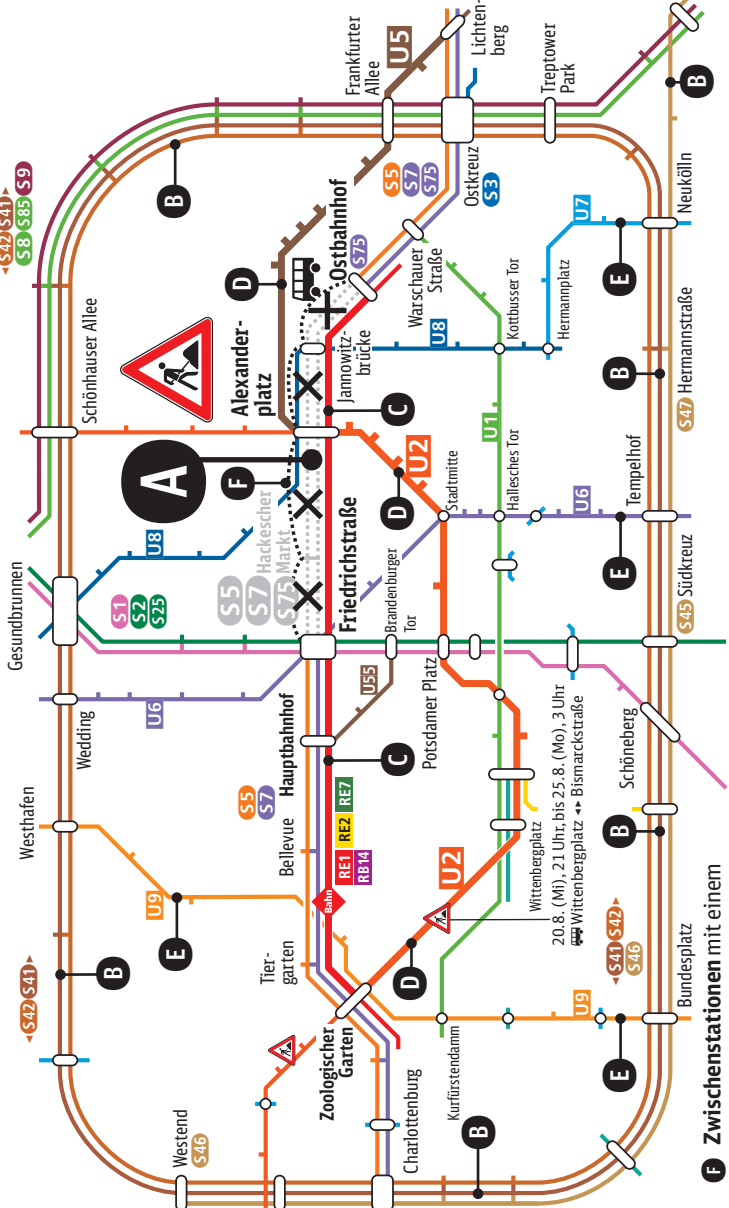 Westend
S46
S42 S41
Westhafen
Wedding
Gesundbrunnen
Schönhauser Allee
S42 S41
S8 S85 S9
B
B
U9
E
U6
S1
S2
S25
U8
A
F
D
Alexander-
platz
Frankfurter
Allee
U5
Tier-
garten
Bellevue
S5
S7
Hauptbahnhof
S5
S7
S75
Hackescher
Markt
Ostbahnhof
S75
S5
S7
S75
Lichten-
berg
Zoologischer
Garten
Bahn
RE1
RE2
RE7
RB14
C
Friedrichstraße
C
Jannowitz-
brücke
Warschauer
Straße
Ostkreuz
S3
Charlottenburg
U55
Brandenburger
Tor
D
U2
U8
Kurfürstendamm
D
U2
Potsdamer Platz
Stadtmitte
U1
Kottbusser Tor
Treptower
Park
B
Wittenbergplatz
Hallesches Tor
Hermannplatz
U7
20.8. (Mi), 21 Uhr, bis 25.8. (Mo), 3 Uhr
Wittenbergplatz ◂▸ Bismarckstraße
U9
E
S41 S42
S46
B
Schöneberg
E
U6
B
E
Bundesplatz
S45 Südkreuz
Tempelhof
S47 Hermannstraße
Neukölln
B
F Zwischenstationen mit einem